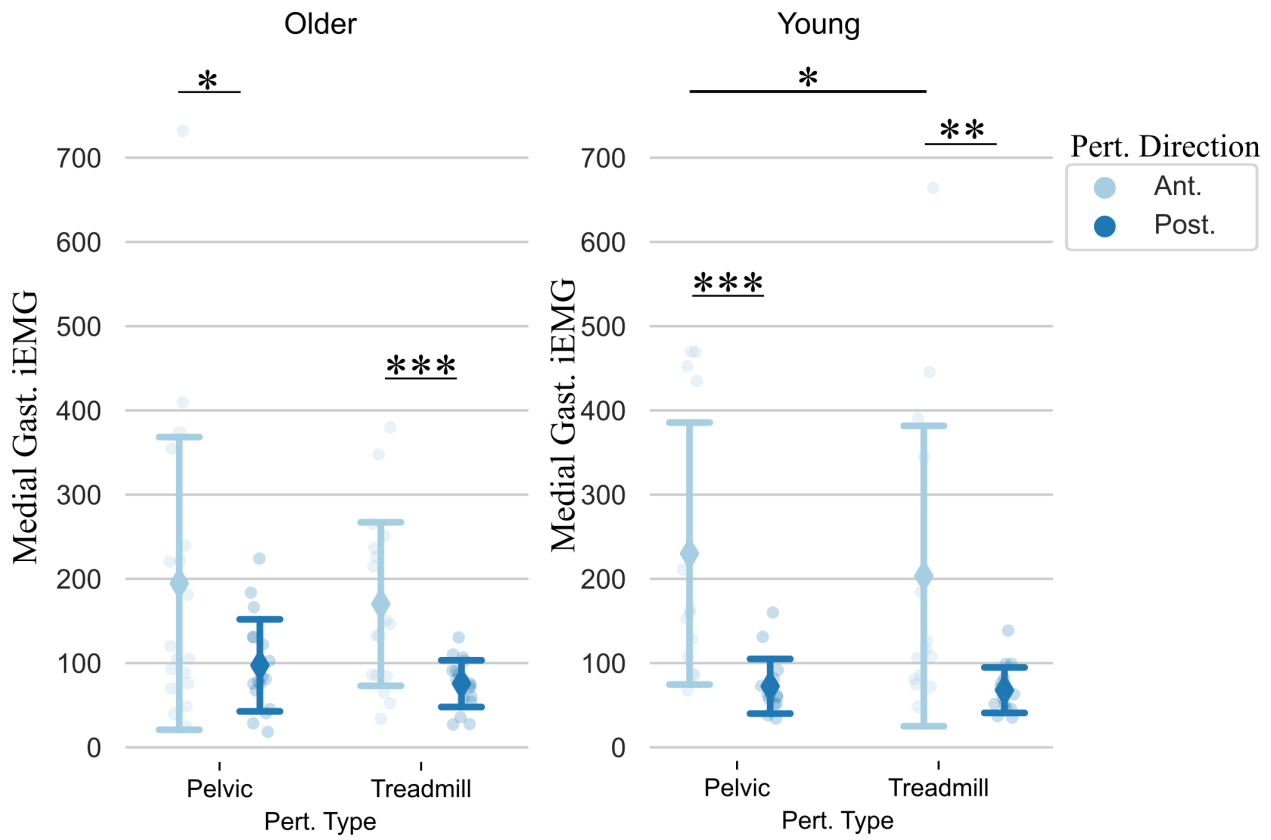 Older
Young
*
*
**
***
***
Medial Gast. iEMG
700
600
500
400
300
200
100
0
Pelvic
Treadmill
Pert. Type
Medial Gast. iEMG
700
600
500
400
300
200
100
0
Pelvic
Treadmill
Pert. Type
Pert. Direction
Ant.
Post.